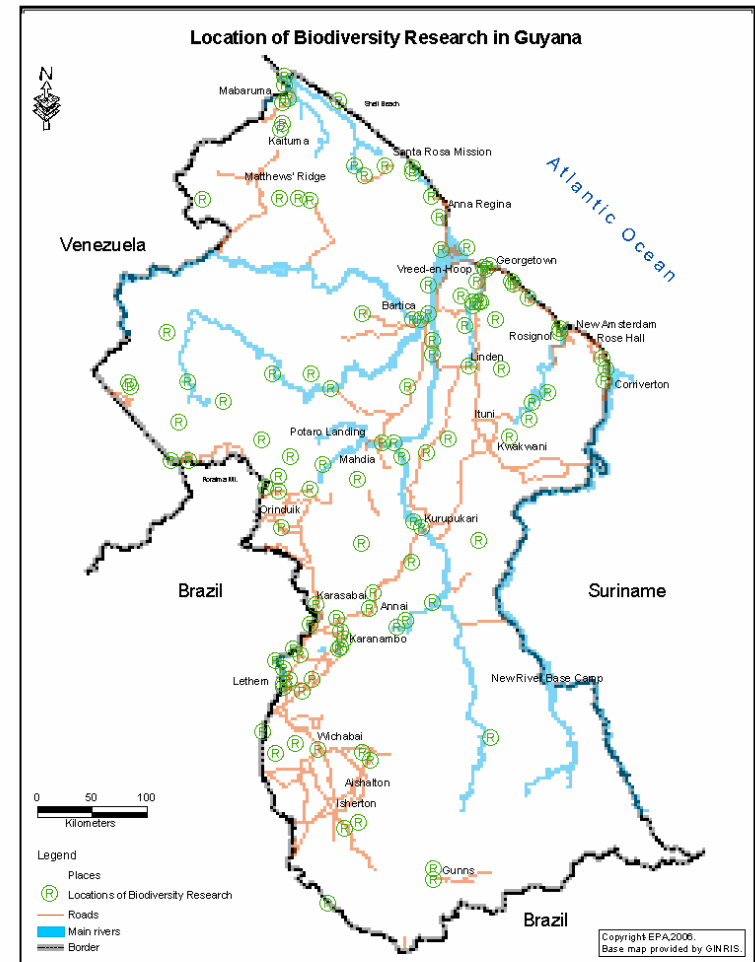 Location of Biodiversity Research in Guyana
N
Mabaruma
Shell Beach
Kaituma
Santa Rosa Mission
Matthews' Ridge
Atlantic Ocean
Anna Regina
Venezuela
Vreed-en-Hoop
Georgetown
Bartica
New Amsterdam
Rosignol
Rose Hall
Linden
Corriverton
Ituni
Potaro Landing
Kwakwani
Mahdia
Roraima Mt.
Orinduik
Kurupukari
Brazil
Suriname
Karasabai
Annai
Karanambo
Lethem
New River Base Camp
Wichabai
Aishalton
Isherton
0 50 100
Kilometers
Gunns
Legend
Places
R Locations of Biodiversity Research
Roads
Main rivers
Border
Brazil
Copyright EPA,2006.
Base map provided by GINRIS.